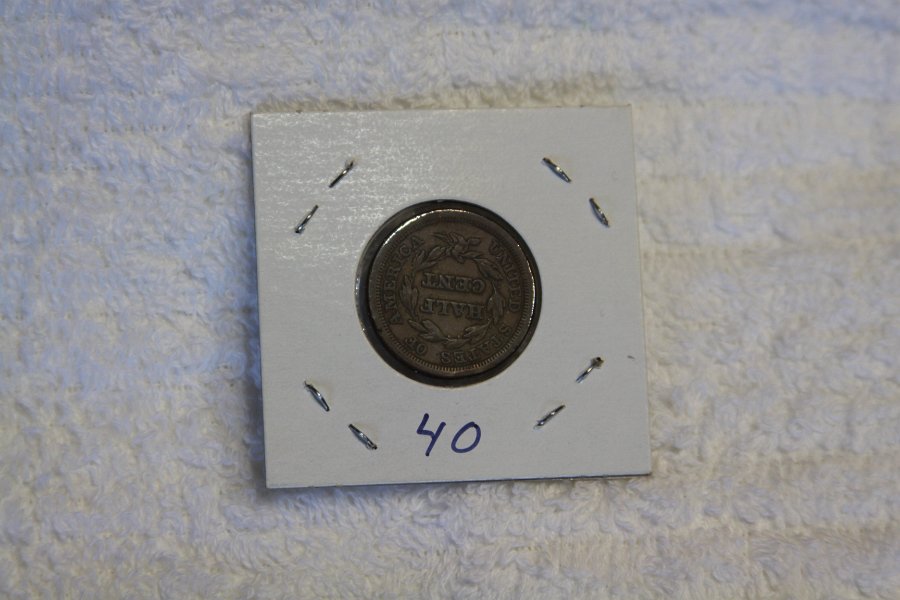 UNITED STATES OF AMERICA
HALF
CENT
40